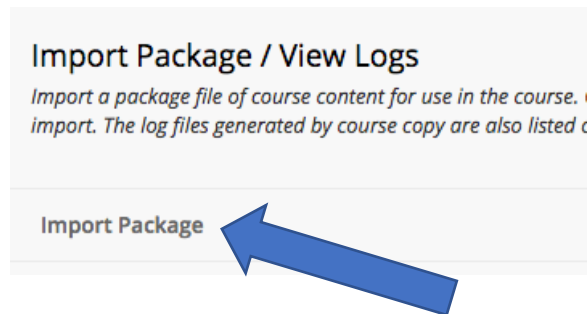 Import Package / View Logs
Import a package file of course content for use in the course.
import. The log files generated by course copy are also listed
Import Package